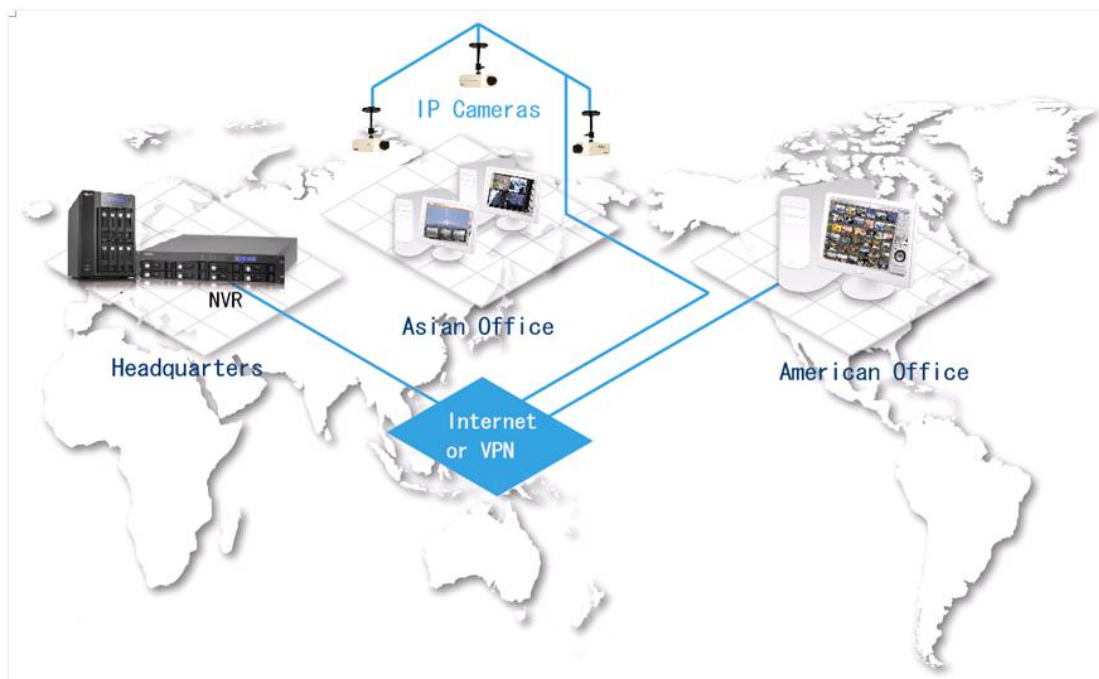 IP Cameras
NVR
Asian Office
Headquarters
American Office
Internet
or VPN